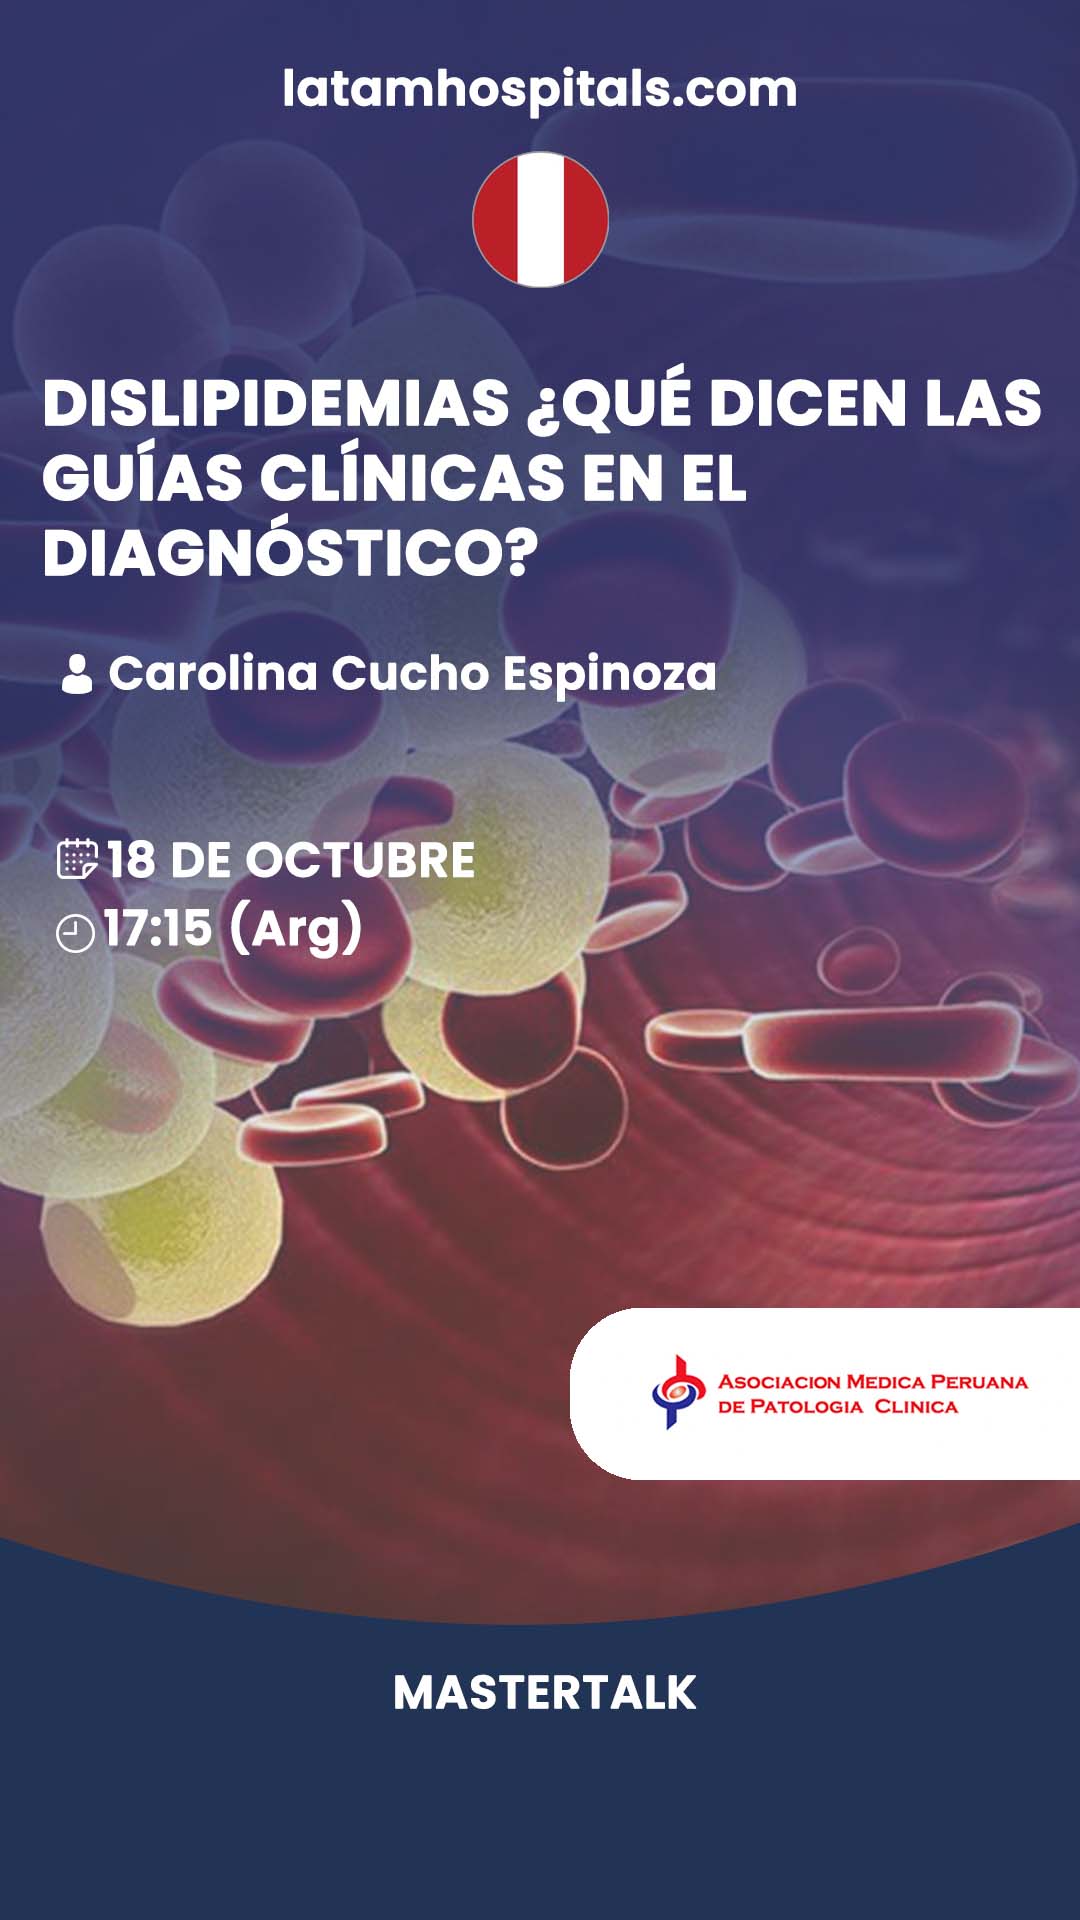 latamhospitals.com
DISLIPIDEMIAS ¿QUÉ DICEN LAS
GUÍAS CLÍNICAS EN EL
DIAGNÓSTICO?
Carolina Cucho Espinoza
18 DE OCTUBRE
17:15 (Arg)
ASOCIACION MEDICA PERUANA
DE PATOLOGIA CLINICA
MASTERTALK